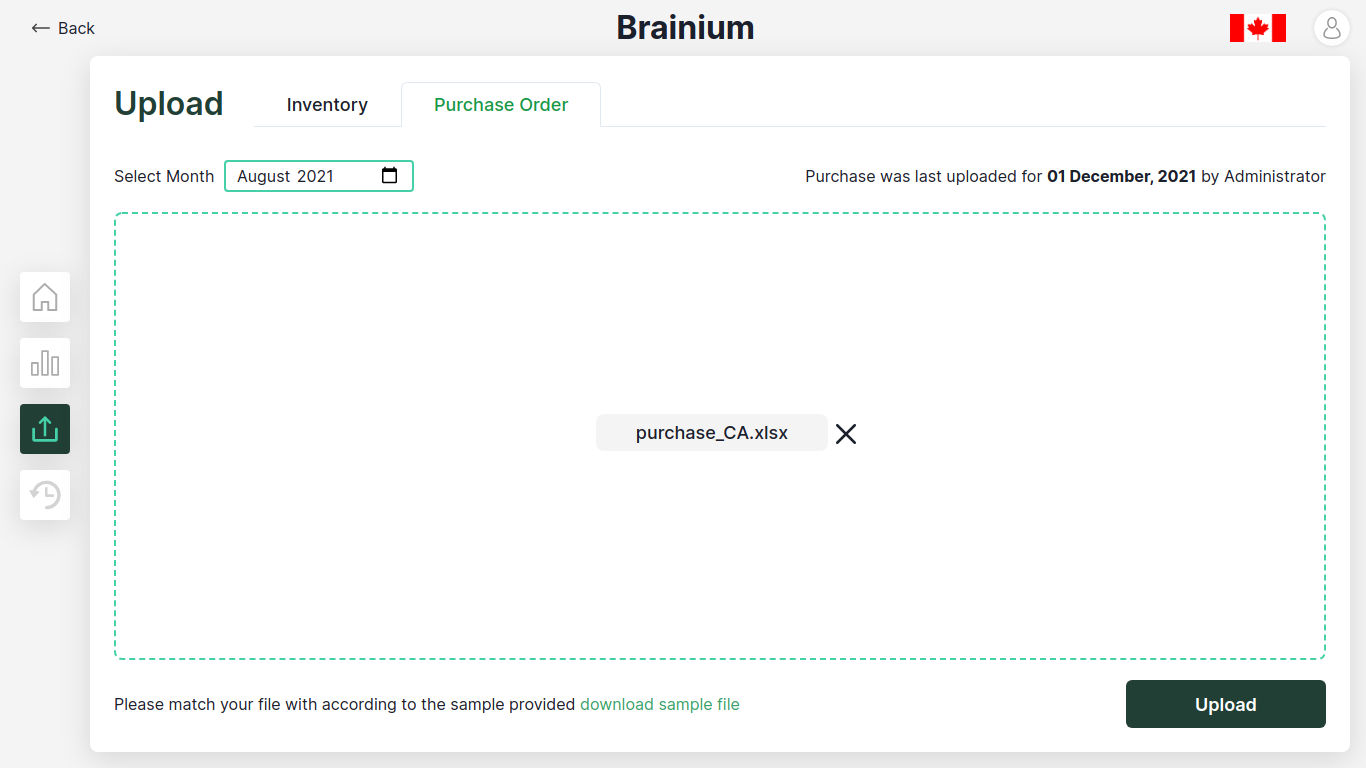 Back
Brainium
Upload
Inventory
Purchase Order
Select Month August 2021
Purchase was last uploaded for 01 December, 2021 by Administrator
purchase_CA.xlsx
Please match your file with according to the sample provided download sample file
Upload